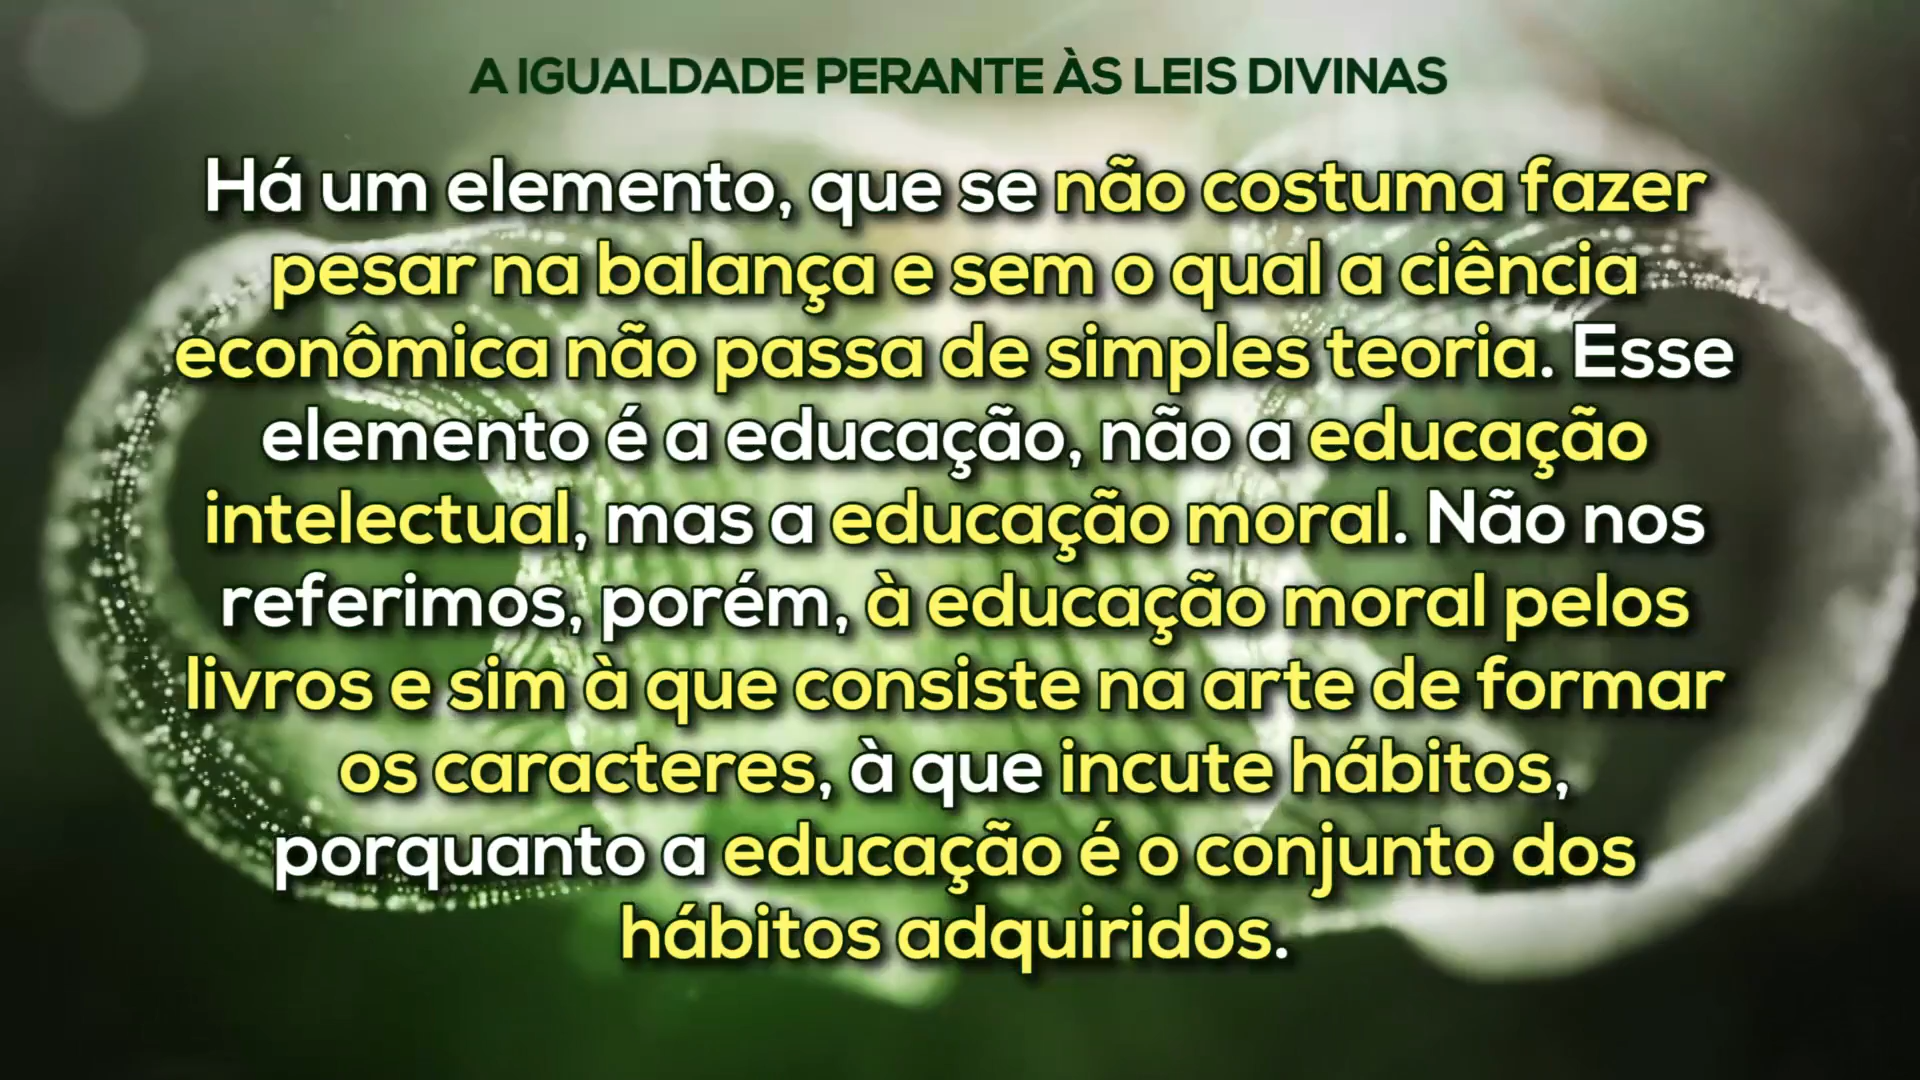 A IGUALDADE PERANTE ÀS LEIS DIVINAS
Há um elemento, que se não costuma fazer
pesar na balança e sem o qual a ciência
econômica não passa de simples teoria. Esse
elemento é a educação, não a educação
intelectual, mas a educação moral. Não nos
referimos, porém, à educação moral pelos
livros e sim à que consiste na arte de formar
os caracteres, à que incute hábitos,
porquanto a educação é o conjunto dos
hábitos adquiridos.